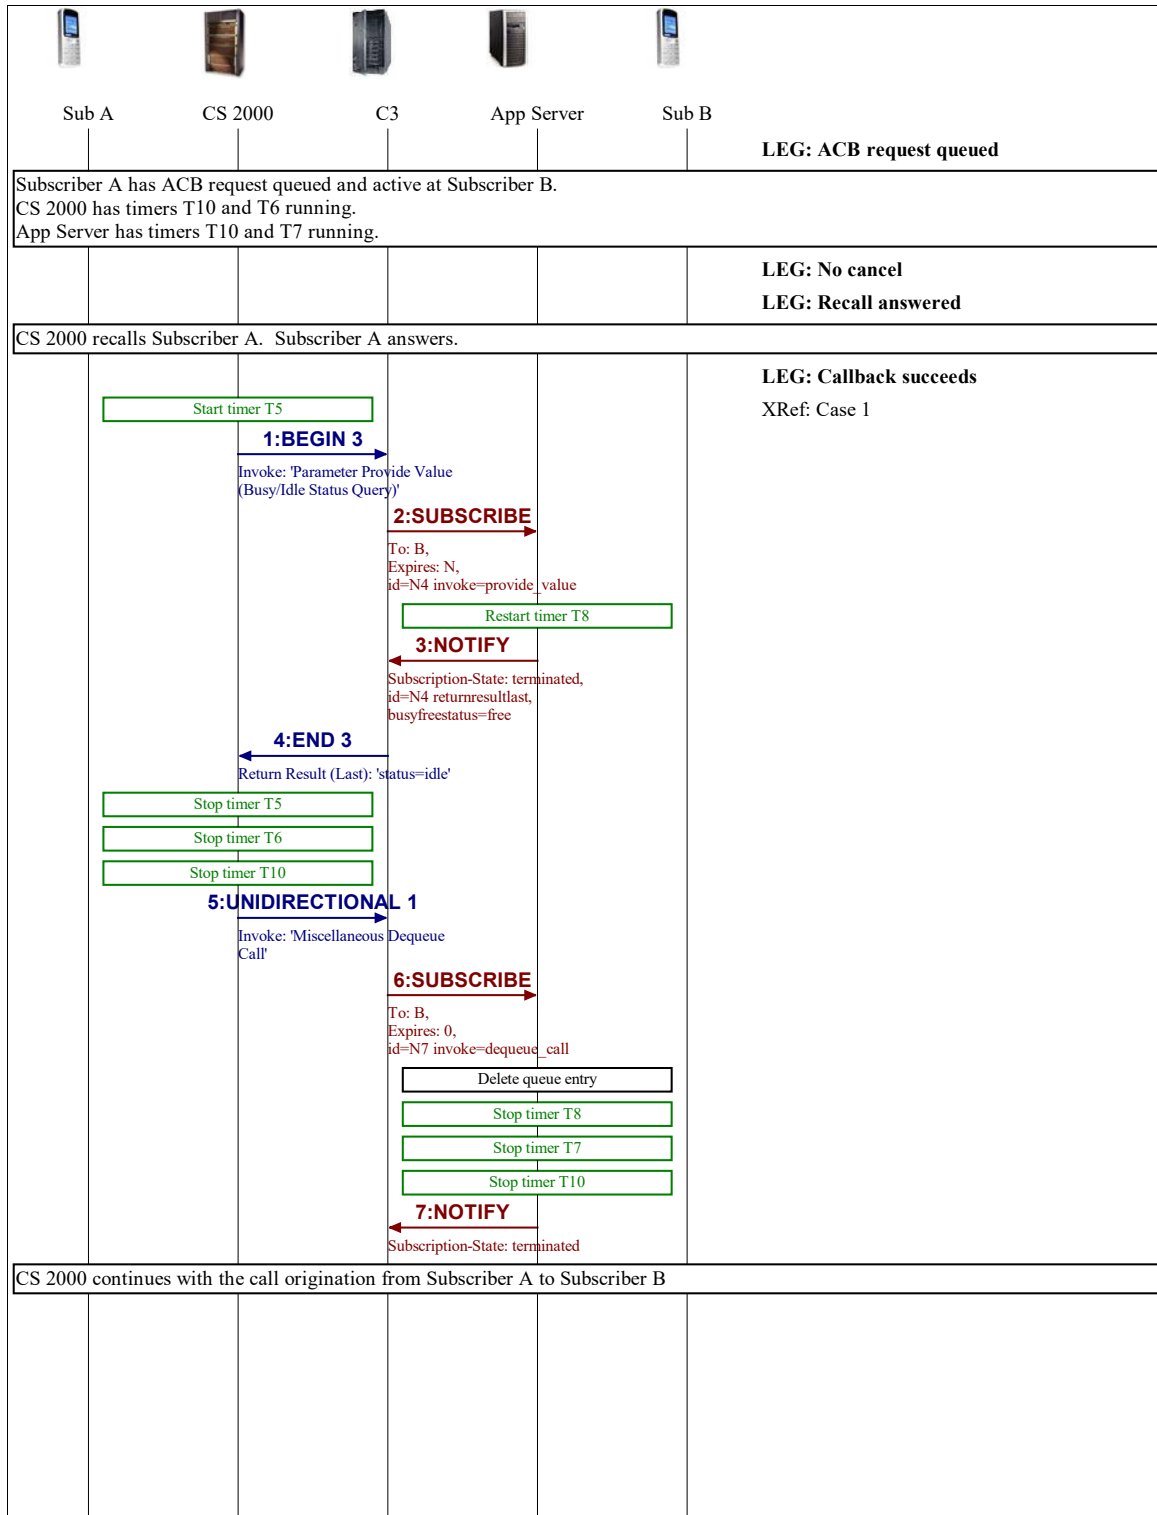 Sub A CS 2000 C3 App Server Sub B
LEG: ACB request queued
Subscriber A has ACB request queued and active at Subscriber B.
CS 2000 has timers T10 and T6 running.
App Server has timers T10 and T7 running.
LEG: No cancel
LEG: Recall answered
CS 2000 recalls Subscriber A.  Subscriber A answers.
LEG: Callback succeeds
Start timer T5
XRef: Case 1
1:BEGIN 3
Invoke: 'Parameter Provide Value
(Busy/Idle Status Query)'
2:SUBSCRIBE
To: B,
Expires: N,
id=N4 invoke=provide_value
Restart timer T8
3:NOTIFY
Subscription-State: terminated,
id=N4 returnresultlast,
busyfreestatus=free
4:END 3
Return Result (Last): 'status=idle'
Stop timer T5
Stop timer T6
Stop timer T10
5:UNIDIRECTIONAL 1
Invoke: 'Miscellaneous Dequeue
Call'
6:SUBSCRIBE
To: B,
Expires: 0,
id=N7 invoke=dequeue_call
Delete queue entry
Stop timer T8
Stop timer T7
Stop timer T10
7:NOTIFY
Subscription-State: terminated
CS 2000 continues with the call origination from Subscriber A to Subscriber B